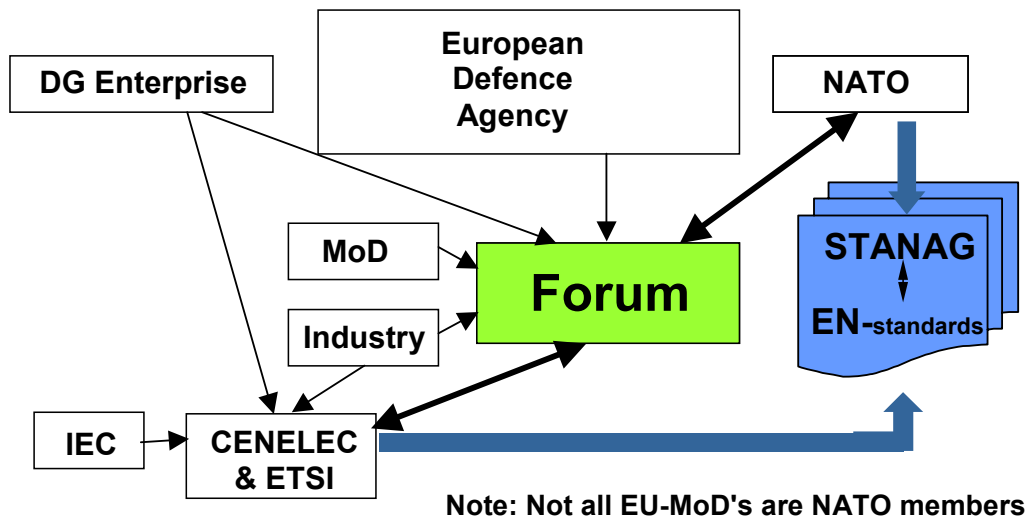 European
Defence
Agency
DG Enterprise
NATO
MoD
Forum
STANAG
EN-standards
Industry
IEC
CENELEC
& ETSI
Note: Not all EU-MoD's are NATO members